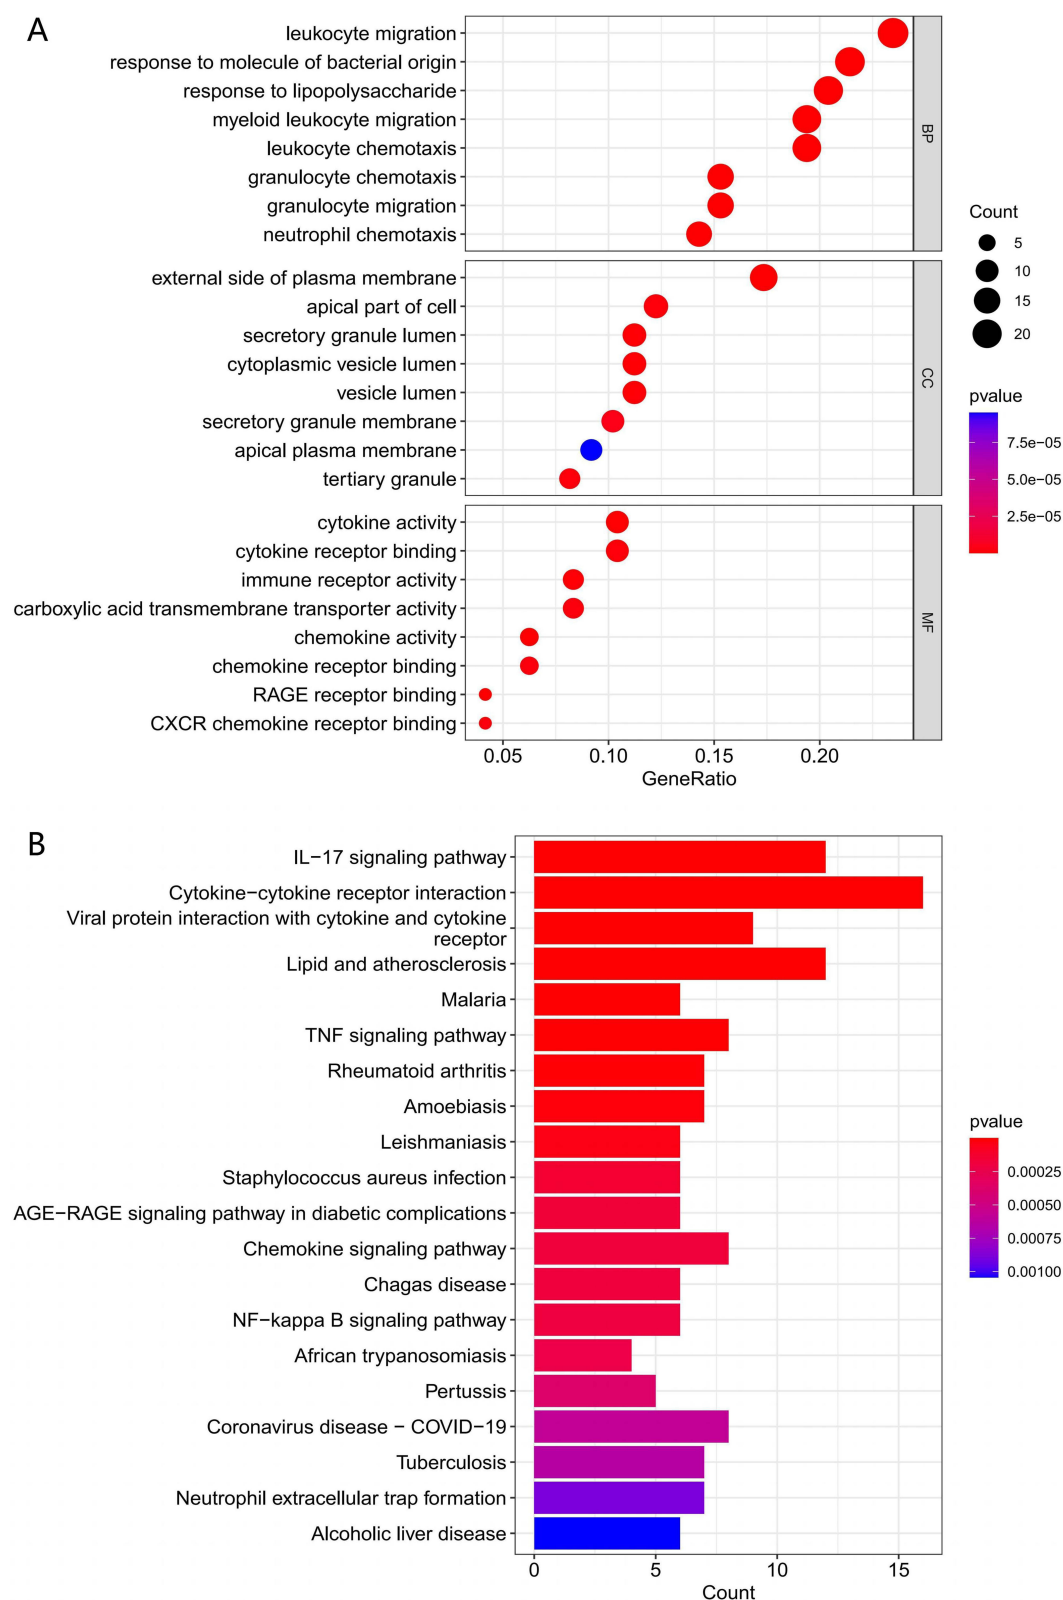 A
leukocyte migration
response to molecule of bacterial origin
response to lipopolysaccharide
myeloid leukocyte migration
leukocyte chemotaxis
granulocyte chemotaxis
granulocyte migration
neutrophil chemotaxis
BP
external side of plasma membrane
apical part of cell
secretory granule lumen
cytoplasmic vesicle lumen
vesicle lumen
secretory granule membrane
apical plasma membrane
tertiary granule
CC
cytokine activity
cytokine receptor binding
immune receptor activity
carboxylic acid transmembrane transporter activity
chemokine activity
chemokine receptor binding
RAGE receptor binding
CXCR chemokine receptor binding
MF
0.05 0.10 0.15 0.20
GeneRatio
Count
5
10
15
20
pvalue
7.5e−05
5.0e−05
2.5e−05
B
IL−17 signaling pathway
Cytokine−cytokine receptor interaction
Viral protein interaction with cytokine and cytokine
receptor
Lipid and atherosclerosis
Malaria
TNF signaling pathway
Rheumatoid arthritis
Amoebiasis
Leishmaniasis
Staphylococcus aureus infection
AGE−RAGE signaling pathway in diabetic complications
Chemokine signaling pathway
Chagas disease
NF−kappa B signaling pathway
African trypanosomiasis
Pertussis
Coronavirus disease − COVID−19
Tuberculosis
Neutrophil extracellular trap formation
Alcoholic liver disease
0 5 10 15
Count
pvalue
0.00025
0.00050
0.00075
0.00100